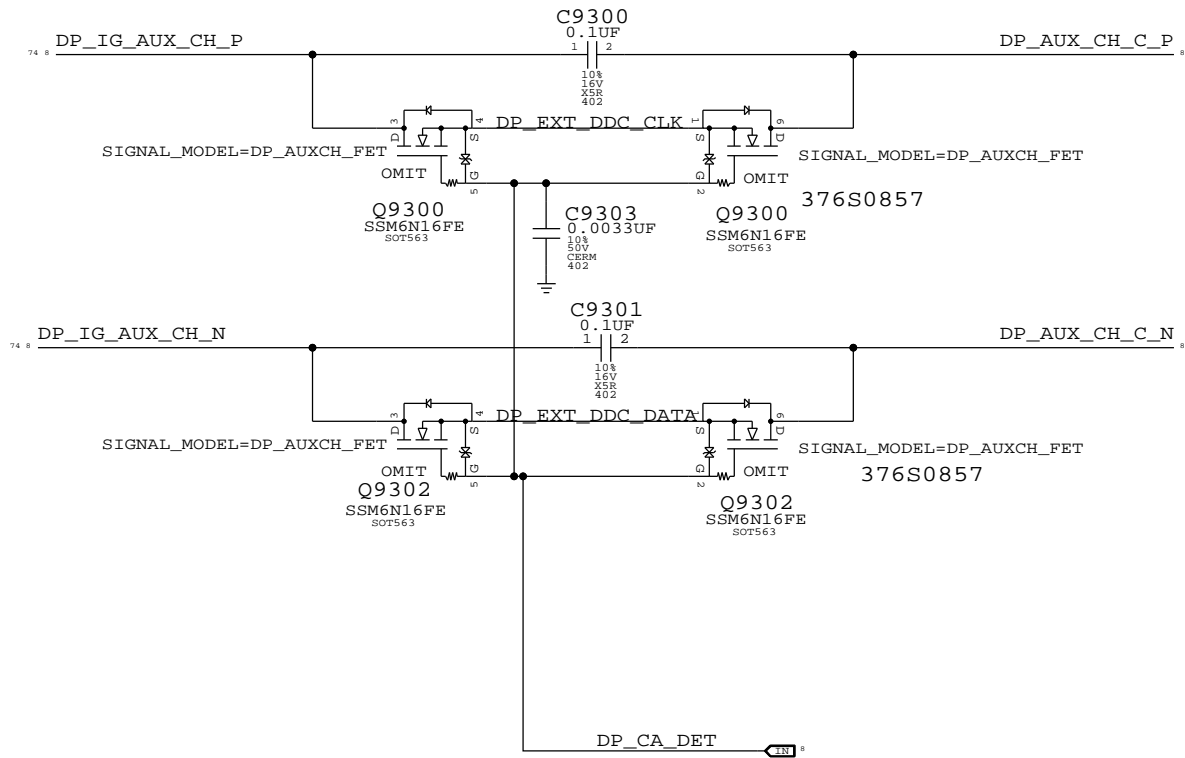 C9300
0.1UF
74 8 DP_IG_AUX_CH_P
1 2
DP_AUX_CH_C_P 8
10%
16V
X5R
402
3 D
4 S
DP_EXT_DDC_CLK
1 S
6 D
SIGNAL_MODEL=DP_AUXCH_FET
SIGNAL_MODEL=DP_AUXCH_FET
OMIT
G 5
G 2
OMIT
376S0857
Q9300
SSM6N16FE
SOT563
C9303
0.0033UF
10%
50V
CERM
402
Q9300
SSM6N16FE
SOT563
C9301
0.1UF
74 8 DP_IG_AUX_CH_N
1 2
DP_AUX_CH_C_N 8
10%
16V
X5R
402
3 D
4 S
DP_EXT_DDC_DATA
1 S
6 D
SIGNAL_MODEL=DP_AUXCH_FET
SIGNAL_MODEL=DP_AUXCH_FET
OMIT
G 5
G 2
OMIT
376S0857
Q9302
SSM6N16FE
SOT563
Q9302
SSM6N16FE
SOT563
DP_CA_DET
IN 8